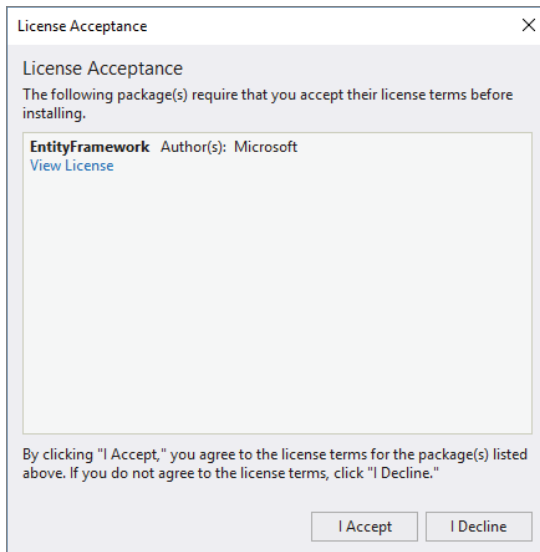 License Acceptance
License Acceptance
The following package(s) require that you accept their license terms before
installing.
EntityFramework Author(s): Microsoft
View License
By clicking "I Accept," you agree to the license terms for the package(s) listed
above. If you do not agree to the license terms, click "I Decline."
I Accept I Decline